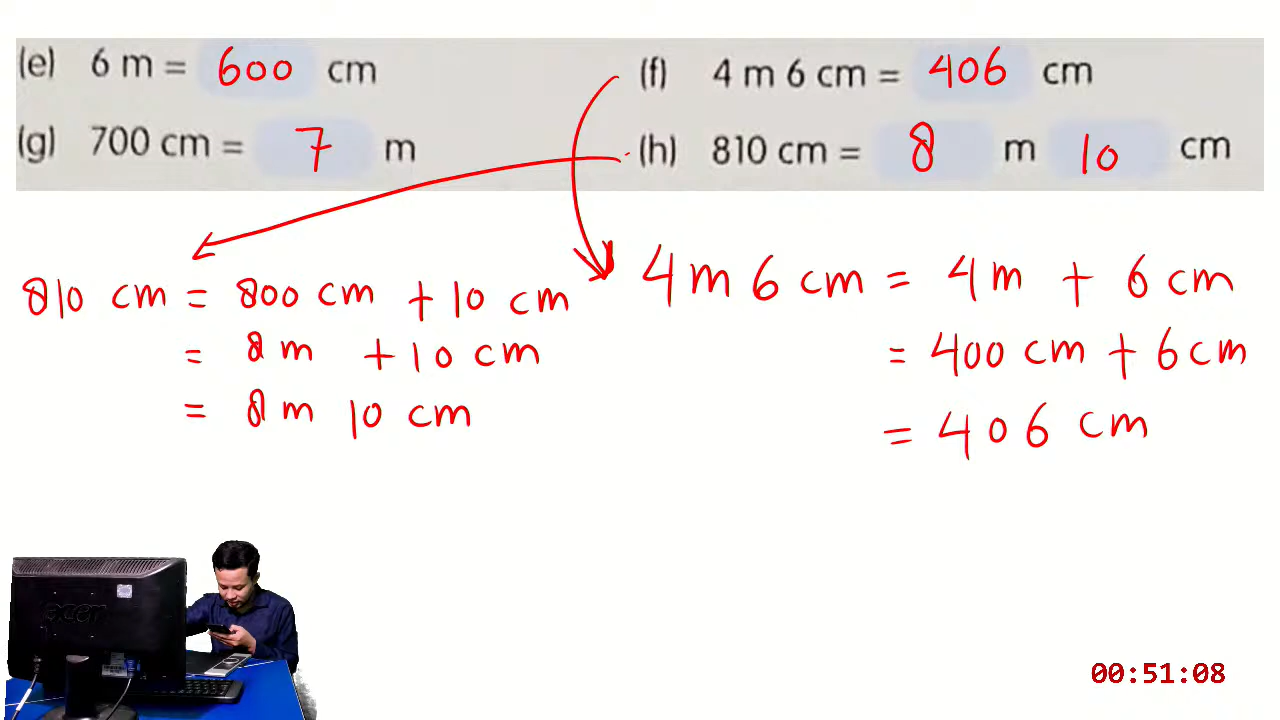 (e) 6 m = 600 cm
(f) 4 m 6 cm = 406 cm
(g) 700 cm = 7 m
(h) 810 cm = 8 m 10 cm
810 cm = 800 cm + 10 cm
= 8 m + 10 cm
= 8 m 10 cm
4 m 6 cm = 4 m + 6 cm
= 400 cm + 6 cm
= 406 cm
acer
00:51:08